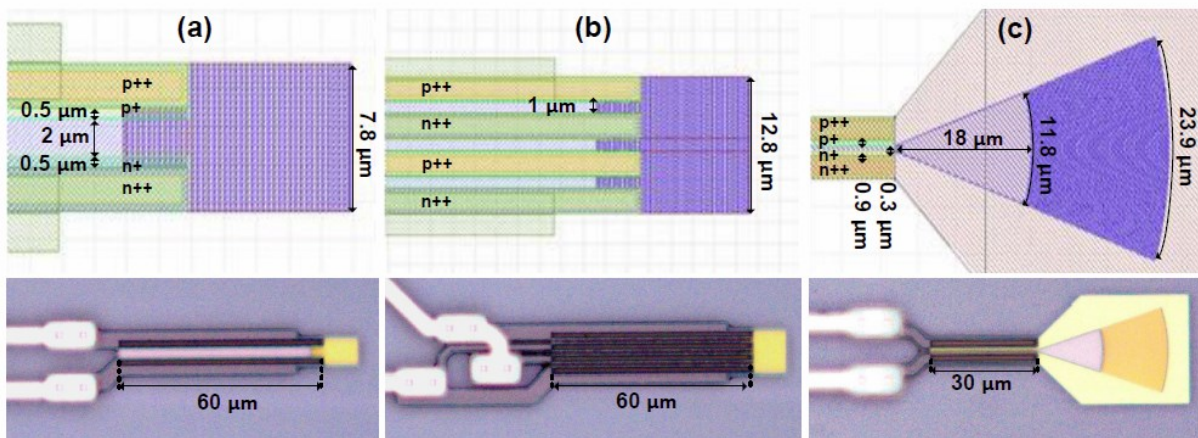 (a)
p++
0.5 µm
p+
2 µm
0.5 µm
n+
n++
7.8 µm
60 µm
(b)
p++
1 µm
n++
p++
n++
12.8 µm
60 µm
(c)
p++
p+
n+
n++
18 µm
11.8 µm
23.9 µm
0.3 µm
0.9 µm
30 µm